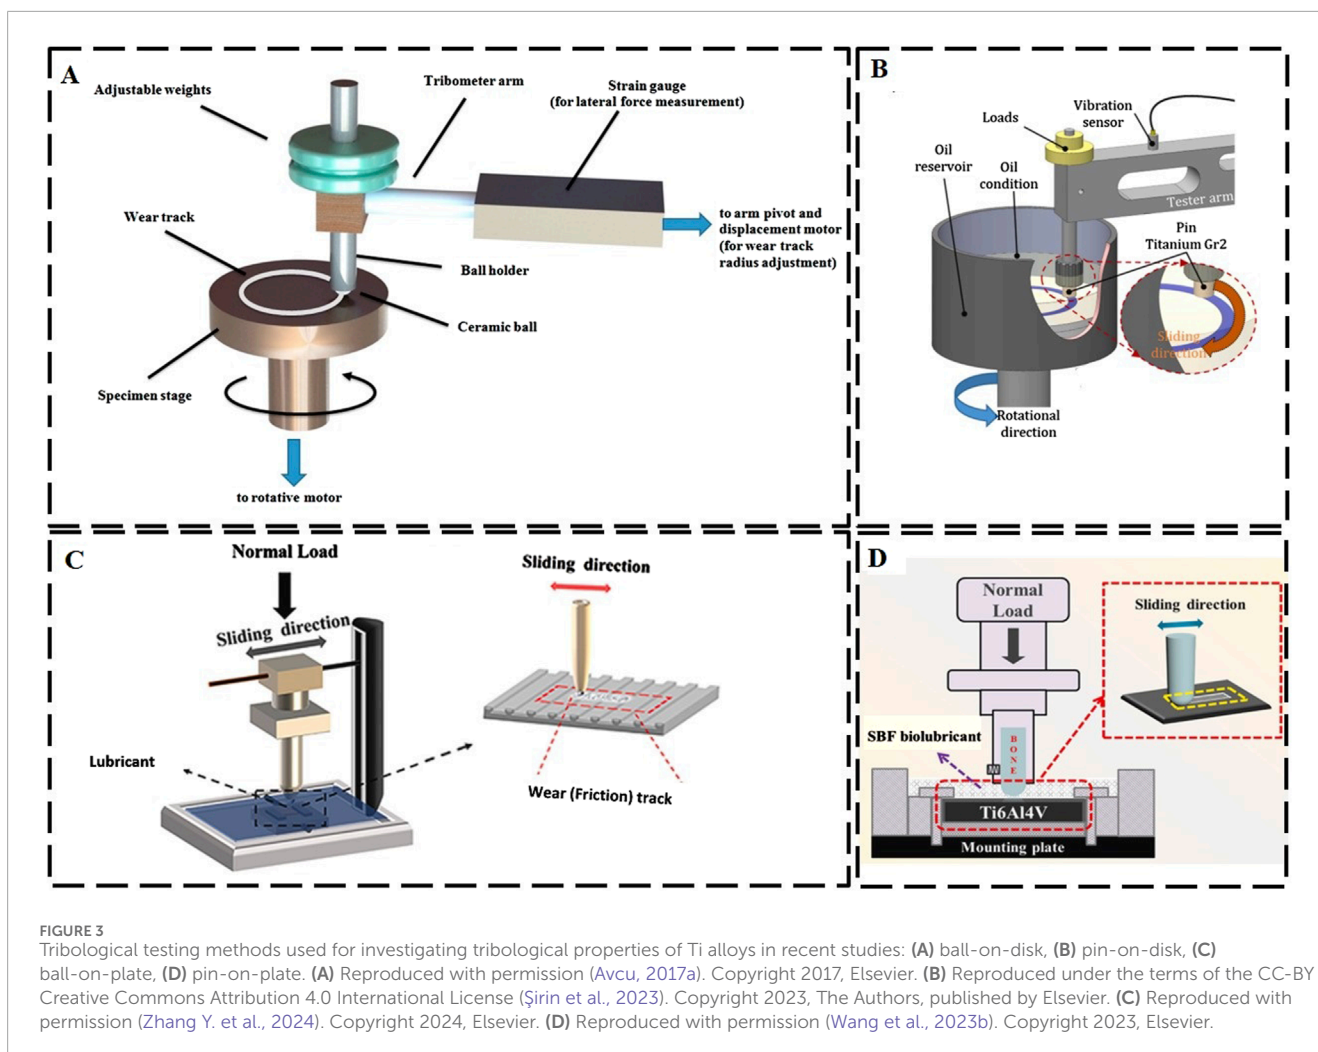 A
Adjustable weights
Tribometer arm
Strain gauge
(for lateral force measurement)
Wear track
to arm pivot and
displacement motor
(for wear track
radius adjustment)
Ball holder
Ceramic ball
Specimen stage
to rotative motor
B
Loads
Vibration
sensor
Oil
reservoir
Oil
condition
Tester arm
Pin
Titanium Gr2
Sliding
direction
Rotational
direction
C
Normal Load
Sliding direction
Lubricant
Sliding direction
Wear (Friction) track
D
Normal
Load
Sliding direction
SBF biolubricant
BONE
Ti6Al4V
Mounting plate
FIGURE 3
Tribological testing methods used for investigating tribological properties of Ti alloys in recent studies: (A) ball-on-disk, (B) pin-on-disk, (C)
ball-on-plate, (D) pin-on-plate. (A) Reproduced with permission (Avcu, 2017a). Copyright 2017, Elsevier. (B) Reproduced under the terms of the CC-BY
Creative Commons Attribution 4.0 International License (Şirin et al., 2023). Copyright 2023, The Authors, published by Elsevier. (C) Reproduced with
permission (Zhang Y. et al., 2024). Copyright 2024, Elsevier. (D) Reproduced with permission (Wang et al., 2023b). Copyright 2023, Elsevier.